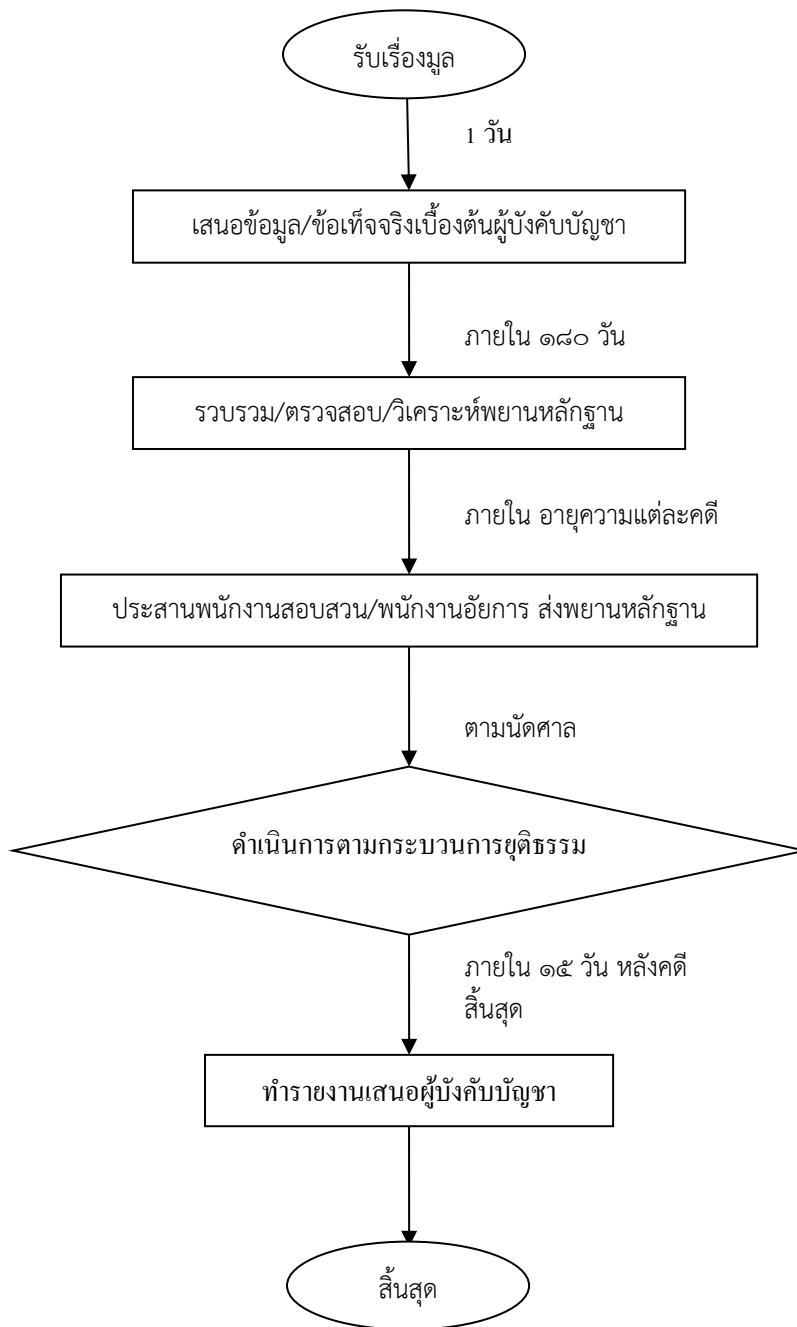 รับเรื่องมูล
1 วัน
เสนอข้อมูล/ข้อเท็จจริงเบื้องต้นผู้บังคับบัญชา
ภายใน ๑๘๐ วัน
รวบรวม/ตรวจสอบ/วิเคราะห์พยานหลักฐาน
ภายใน อายุความแต่ละคดี
ประสานพนักงานสอบสวน/พนักงานอัยการ ส่งพยานหลักฐาน
ตามนัดศาล
ดำเนินการตามกระบวนการยุติธรรม
ภายใน ๑๕ วัน หลังคดี
สิ้นสุด
ทำรายงานเสนอผู้บังคับบัญชา
สิ้นสุด